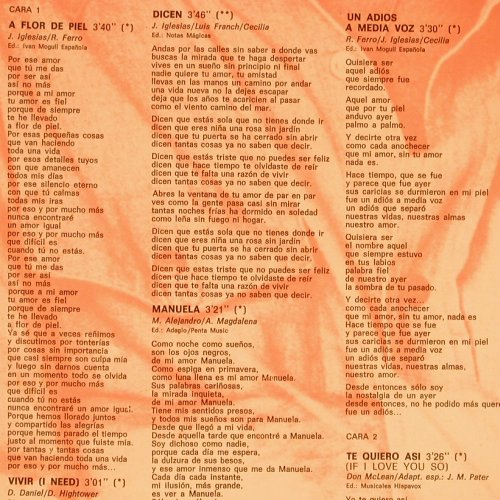 CARA 1
A FLOR DE PIEL 3'40" (*)
J. Iglesias/R. Ferro
Ed.: Ivan Mogull Española
Por ese amor
que tú me das
por ser así
así no más
porque a mi amor
tu amor es fiel
porque de siempre
te he llevado
a flor de piel.
Por esas pequeñas cosas
que van haciendo
toda una vida
por esos detalles tuyos
con que amanecen
todos mis días
por ese silencio eterno
con que tú calmas
todas mis iras
por eso y por mucho más
nunca encontraré
un amor igual
por eso y por mucho más
que difícil es
cuando tú no estás.
Por ese amor
que tú me das
por ser así
así no más
porque a mi amor
tu amor es fiel
porque de siempre
te he llevado
a flor de piel.
Ya sé que a veces reñimos
y discutimos por tonterías
por cosas sin importancia
que casi siempre son culpa mía
y luego sin darnos cuenta
en un momento todo se olvida
por eso y por mucho más
que difícil es
cuando tú no estás
nunca encontraré un amor igual
Porque hemos llorado juntos
y compartido las alegrías
porque hemos parado el tiempo
justo al momento que fuiste mía.
por tantas y tantas cosas
que van haciendo toda una vida
por eso y por mucho más...
VIVIR (I NEED) 3'01"
D. Daniel/D. Hightower
DICEN 3'46" (**)
J. Iglesias/Luis Franch/Cecilia
Ed.: Notas Mágicas
Andas por las calles sin saber a donde vas
buscas la mirada que te haga despertar
vives en un sueño sin principio ni final
nadie quiere tu amor, tu amistad
llevas en las manos un camino por andar
una vida nueva no la dejes escapar
deja que los años te acaricien al pasar
como el viento camino del mar.
Dicen que estás sola que no tienes donde ir
dicen que eres niña una rosa sin jardín
dicen que tu puerta se ha cerrado sin abrir
dicen tantas cosas ya no saben que decir.
Dicen que estás triste que no puedes ser feliz
dicen que hace tiempo te olvidaste de reír
dicen que te falta una razón de vivir
dicen tantas cosas ya no saben que decir.
Abres la ventana de tu amor de par en par
ves como la gente pasa casi sin mirar
tantas noches frías ha dormido en soledad
como leña sin fuego ni hogar.
Dicen que estás sola que no tienes donde ir
dicen que eres niña una rosa sin jardín
dicen que tu puerta se ha cerrado sin abrir
dicen tantas cosas ya no saben que decir.
Dicen que estas triste que no puedes ser feliz
dicen que hace tiempo te olvidaste de reír
dicen que te falta una razón de vivir
dicen tantas cosas ya no saben que decir.
MANUELA 3'21" (*)
M. Alejandro/A. Magdalena
Ed.: Adaplo/Penta Music
Como noche como sueños,
son los ojos negros,
de mi amor Manuela.
Como espiga en primavera,
como luna llena es mi amor Manuela.
Sus palabras cariñosas,
la mirada inquieta,
de mi amor Manuela.
Tiene mis sentidos presos,
y todos mis sueños son para Manuela.
Desde que llegó a mi vida,
Desde aquella tarde que encontré a Manuela.
Soy dichoso como nadie,
porque cada día me espera,
la dulzura de sus besos,
y ese amor inmenso que me da Manuela.
Cada día cada instante,
mi ilusión, más grande,
es ver a Manuela.
UN ADIOS
A MEDIA VOZ 3'30" (*)
R. Ferro/J. Iglesias/Cecilia
Ed.: Ivan Mogull Española
Quisiera ser
aquel adiós
que siempre fue
recordado.
Aquel amor
que por tu piel
anduvo ayer
palmo a palmo.
Y decirte otra vez
como cada anochecer
que mi amor, sin tu amor
nada es.
Hace tiempo, que se fue
y parece que fue ayer
sus caricias se durmieron en mi piel
fue un adiós a media voz
un adiós que separó
nuestras vidas, nuestras almas
nuestro amor.
Quisiera ser
el nombre aquel
que siempre estuvo
en tus labios
palabra fiel
de nuestro ayer
la sombra de tu pasado.
Y decirte otra vez...
como cada anochecer
que mi amor, sin tu amor, nada es
Hace tiempo que se fue
y parece que fue ayer
sus caricias se durmieron en mi piel
fue un adiós a media voz
un adiós que separó
nuestras vidas, nuestras almas,
nuestro amor.
Desde entonces sólo soy
la nostalgia de un ayer
desde entonces, no he podido más querer
fue un adiós...
CARA 2
TE QUIERO ASI 3'26" (*)
(IF I LOVE YOU SO)
Don McLean/Adapt. esp.: J. M. Pater
Ed.: Musicales Hispavox